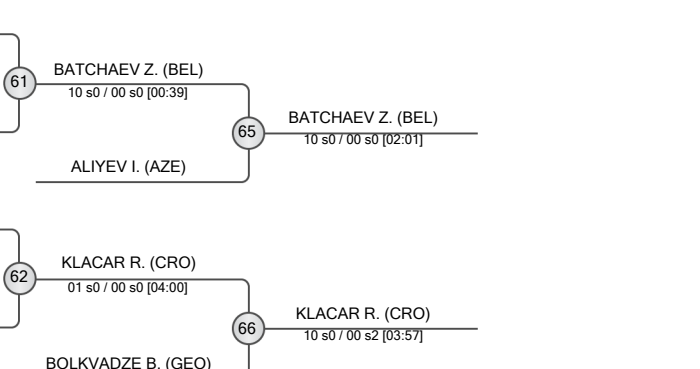 61
BATCHAEV Z. (BEL)
10 s0 / 00 s0 [00:39]
65
BATCHAEV Z. (BEL)
10 s0 / 00 s0 [02:01]
ALIYEV I. (AZE)
62
KLACAR R. (CRO)
01 s0 / 00 s0 [04:00]
66
KLACAR R. (CRO)
10 s0 / 00 s2 [03:57]
BOLKVADZE B. (GEO)